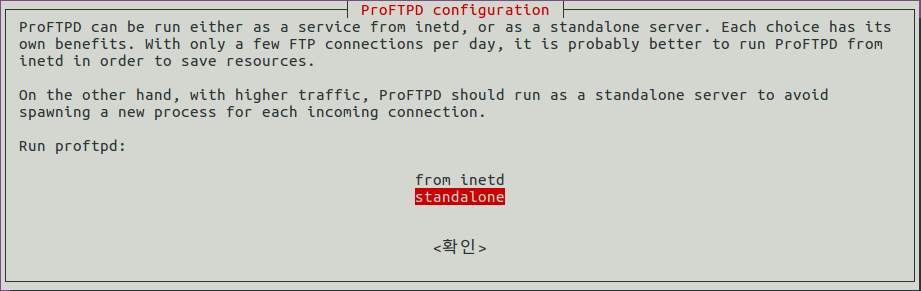 ProFTPD configuration
ProFTPD can be run either as a service from inetd, or as a standalone server. Each choice has its
own benefits. With only a few FTP connections per day, it is probably better to run ProFTPD from
inetd in order to save resources.
On the other hand, with higher traffic, ProFTPD should run as a standalone server to avoid
spawning a new process for each incoming connection.
Run proftpd:
from inetd
standalone
<확인>